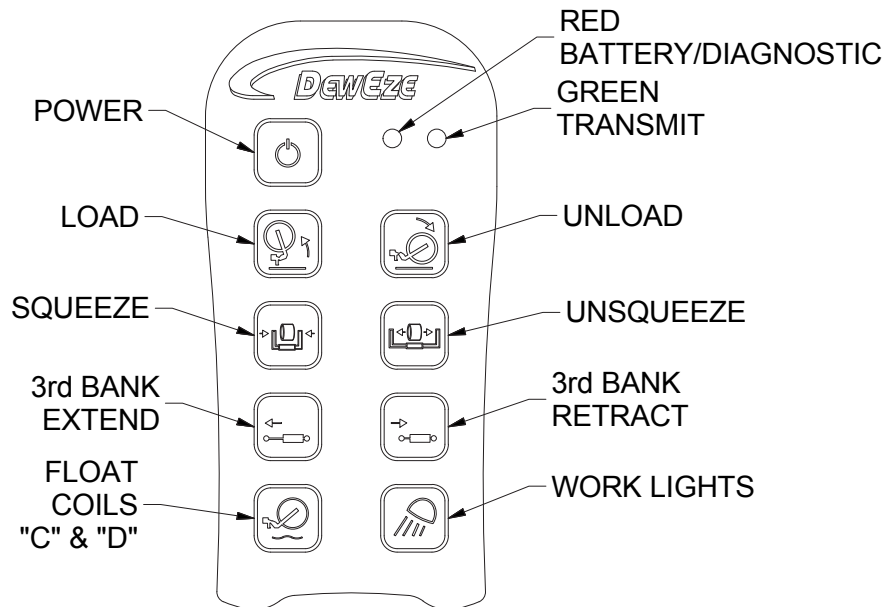 RED
BATTERY/DIAGNOSTIC
DEWEZE
GREEN
TRANSMIT
POWER
LOAD
UNLOAD
SQUEEZE
UNSQUEEZE
3rd BANK
EXTEND
3rd BANK
RETRACT
FLOAT
COILS
"C" & "D"
WORK LIGHTS